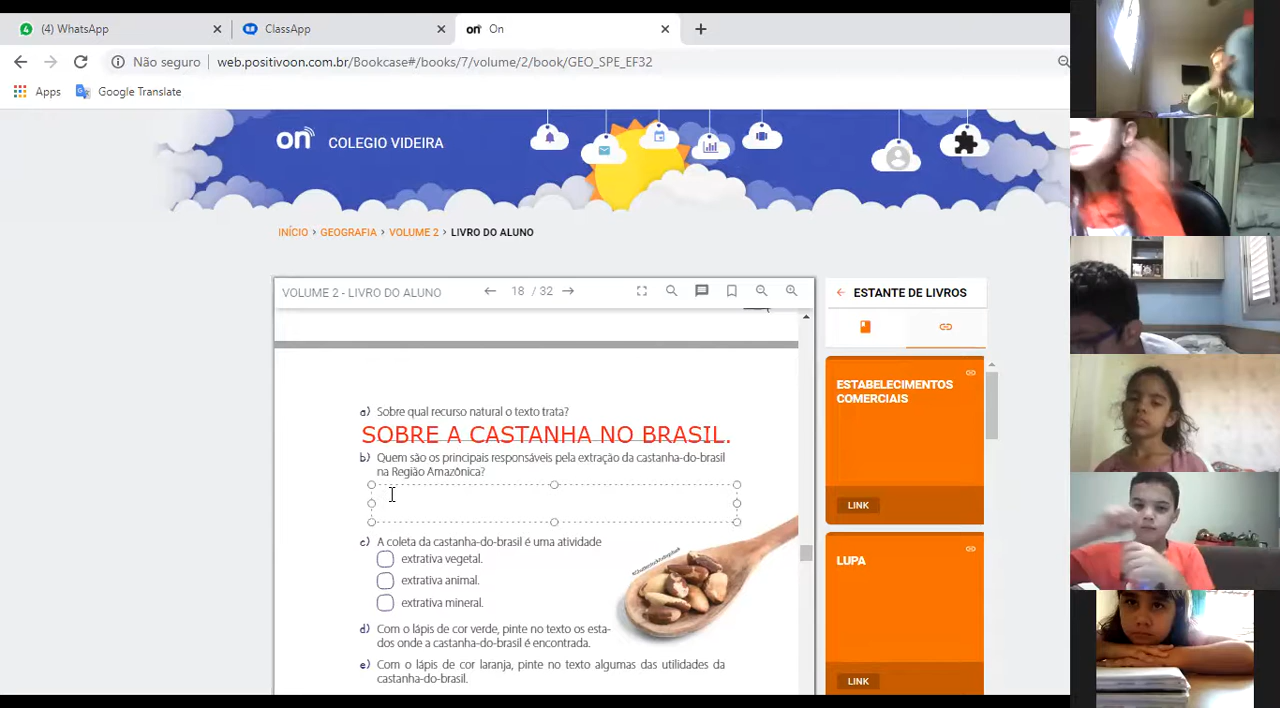 (4) WhatsApp
ClassApp
on On
Não seguro
web.positivoon.com.br/Bookcase#/books/7/volume/2/book/GEO_SPE_EF32
Apps
Google Translate
on
COLEGIO VIDEIRA
INÍCIO › GEOGRAFIA › VOLUME 2 › LIVRO DO ALUNO
VOLUME 2 - LIVRO DO ALUNO
18 / 32
ESTANTE DE LIVROS
a) Sobre qual recurso natural o texto trata?
SOBRE A CASTANHA NO BRASIL.
b) Quem são os principais responsáveis pela extração da castanha-do-brasil
na Região Amazônica?
c) A coleta da castanha-do-brasil é uma atividade
extrativa vegetal.
extrativa animal.
extrativa mineral.
d) Com o lápis de cor verde, pinte no texto os esta-
dos onde a castanha-do-brasil é encontrada.
e) Com o lápis de cor laranja, pinte no texto algumas das utilidades da
castanha-do-brasil.
ESTABELECIMENTOS
COMERCIAIS
LINK
LUPA
LINK